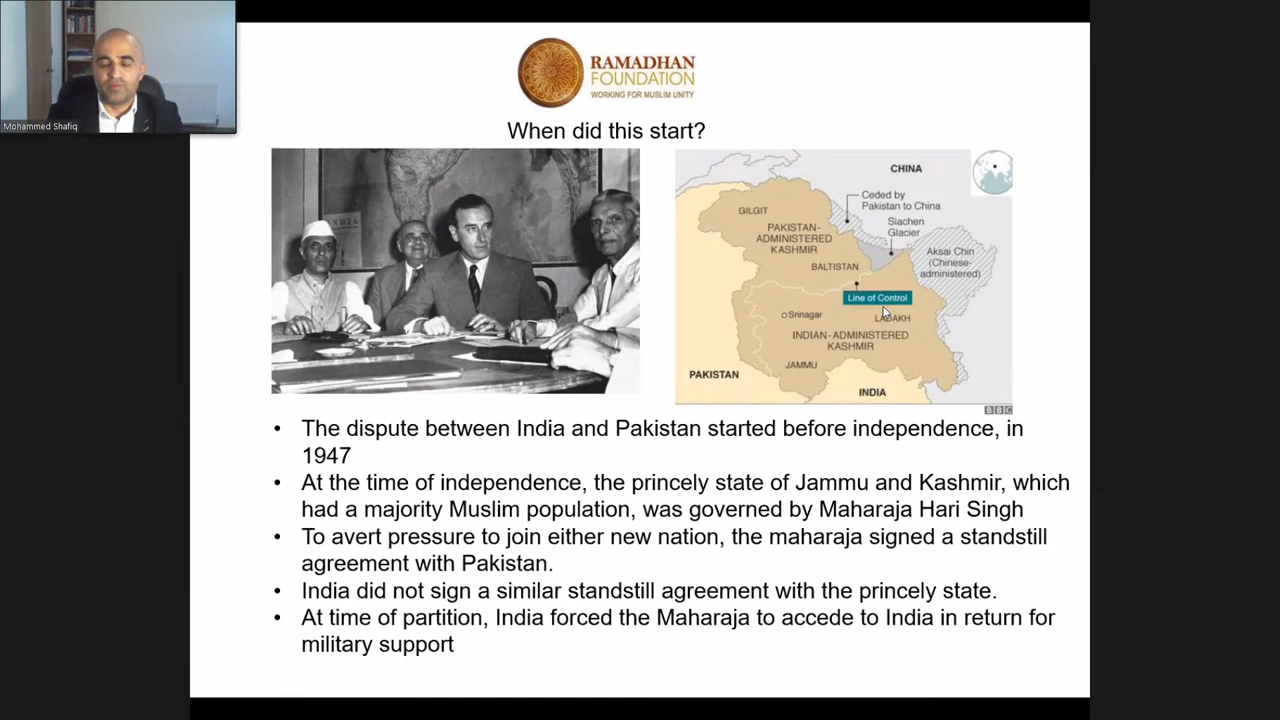 Mohammed Shafiq
RAMADHAN
FOUNDATION
WORKING FOR MUSLIM UNITY
When did this start?
INDIA
CHINA
Ceded by
Pakistan to China
Siachen
Glacier
GILGIT
PAKISTAN-
ADMINISTERED
KASHMIR
Aksai Chin
(Chinese-
administered)
BALTISTAN
Line of Control
Srinagar
LADAKH
INDIAN-ADMINISTERED
KASHMIR
JAMMU
PAKISTAN
INDIA
BBC
• The dispute between India and Pakistan started before independence, in
1947
• At the time of independence, the princely state of Jammu and Kashmir, which
had a majority Muslim population, was governed by Maharaja Hari Singh
• To avert pressure to join either new nation, the maharaja signed a standstill
agreement with Pakistan.
• India did not sign a similar standstill agreement with the princely state.
• At time of partition, India forced the Maharaja to accede to India in return for
military support